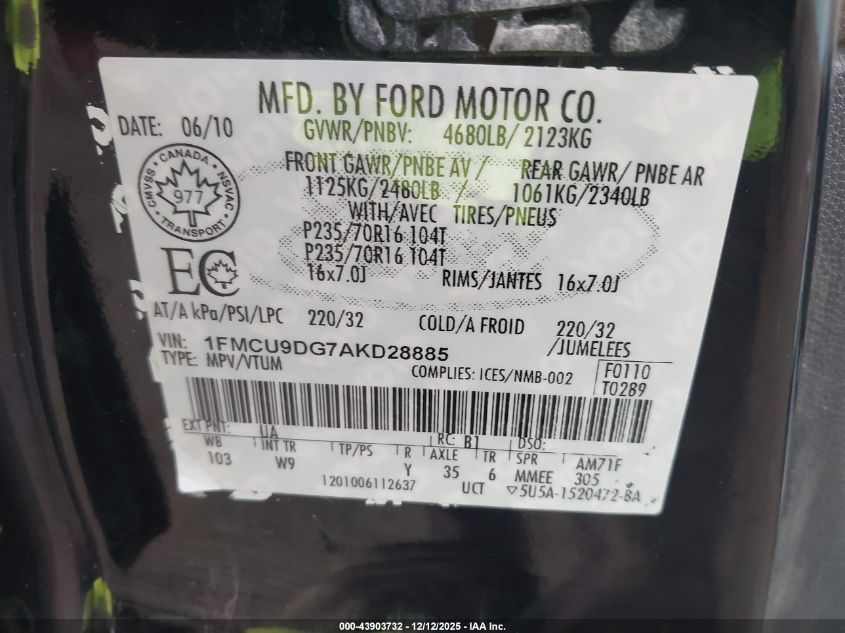 MFD. BY FORD MOTOR CO.
DATE: 06/10
GVWR/PNBV: 4680LB/ 2123KG
FRONT GAWR/PNBE AV / REAR GAWR/ PNBE AR
1125KG/2480LB / 1061KG/2340LB
WITH/AVEC TIRES/PNEUS
CANADA
CMVSS
NSVAC
977
TRANSPORT
P235/70R16 104T
P235/70R16 104T
EC
16x7.0J RIMS/JANTES 16x7.0J
AT/A kPa/PSI/LPC 220/32 COLD/A FROID 220/32
VIN: 1FMCU9DG7AKD28885 /JUMELEES
TYPE: MPV/VTUM COMPLIES: ICES/NMB-002
F0110
T0289
EXT PNT: UA RC: B1 DSO:
WB INT TR TP/PS R AXLE TR SPR AM71F
103 W9 Y 35 6 MMEE 305
1201006112637 UCT 5U5A-1520472-BA
000-43903732 - 12/12/2025 - IAA Inc.